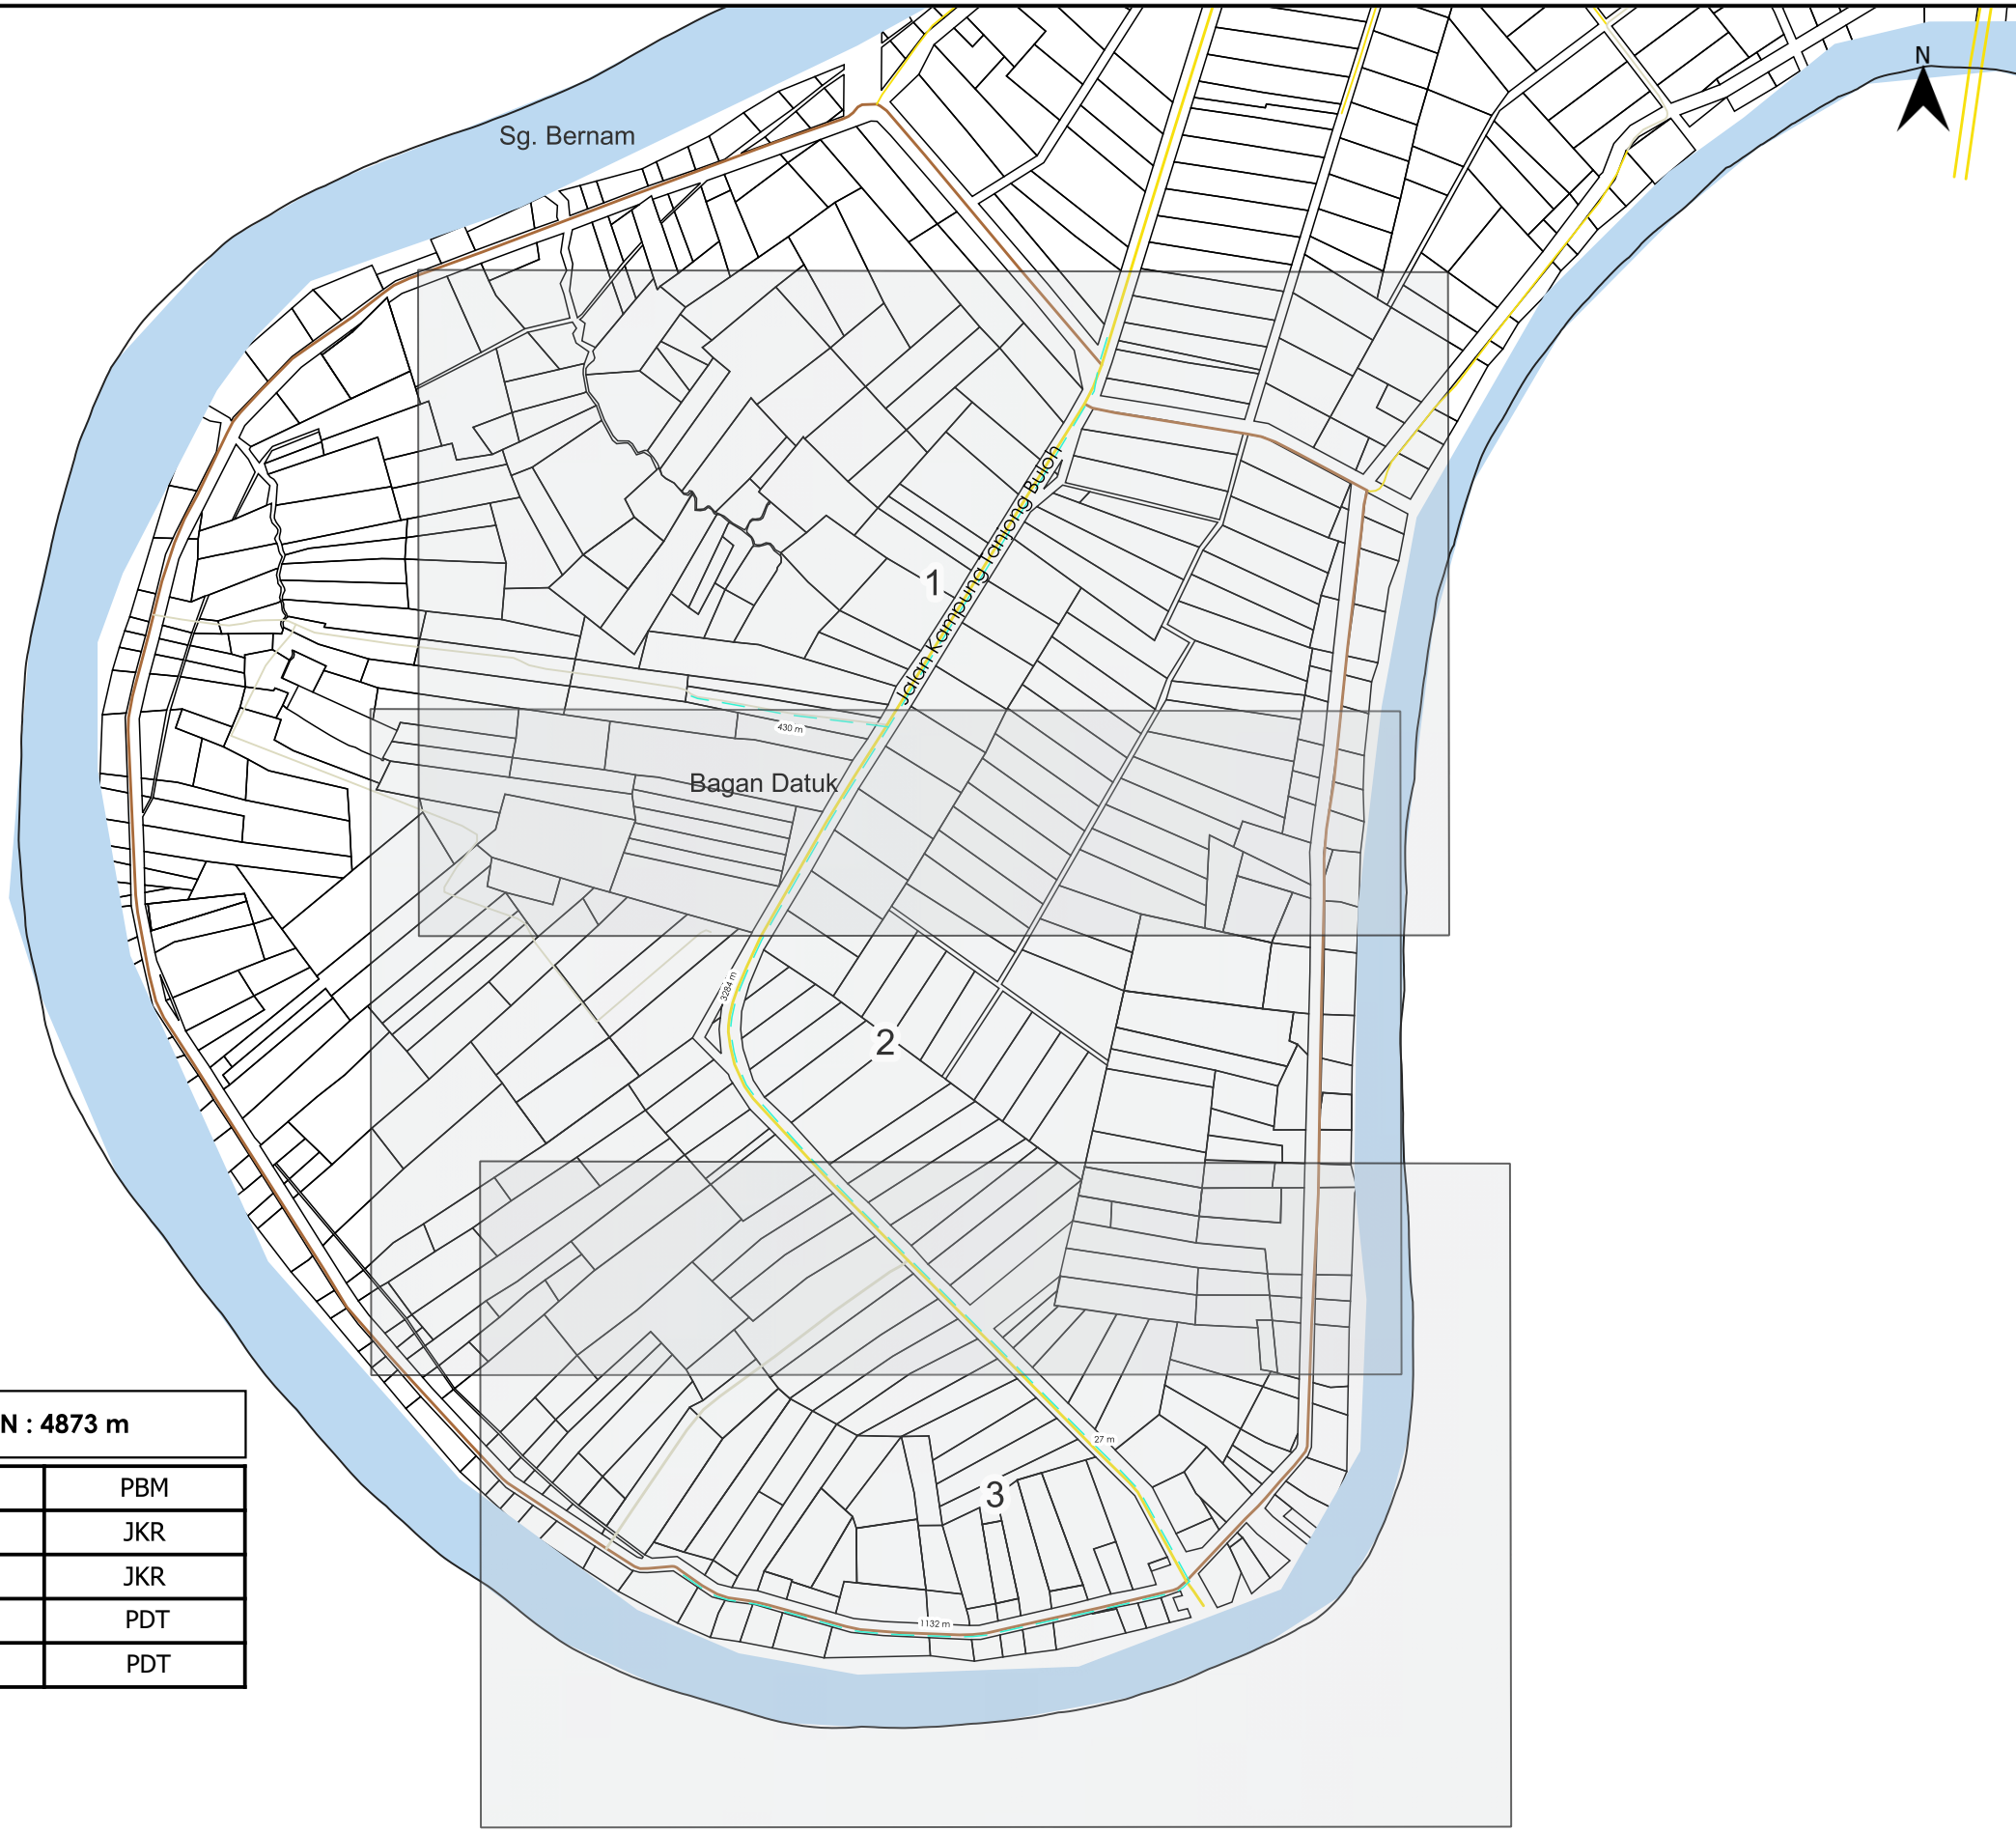 N
Sg. Bernam
Jalan Kampung Tanjong Buloh
1
430 m
Bagan Datuk
3284 m
2
27 m
3
1132 m
N : 4873 m
PBM
JKR
JKR
PDT
PDT